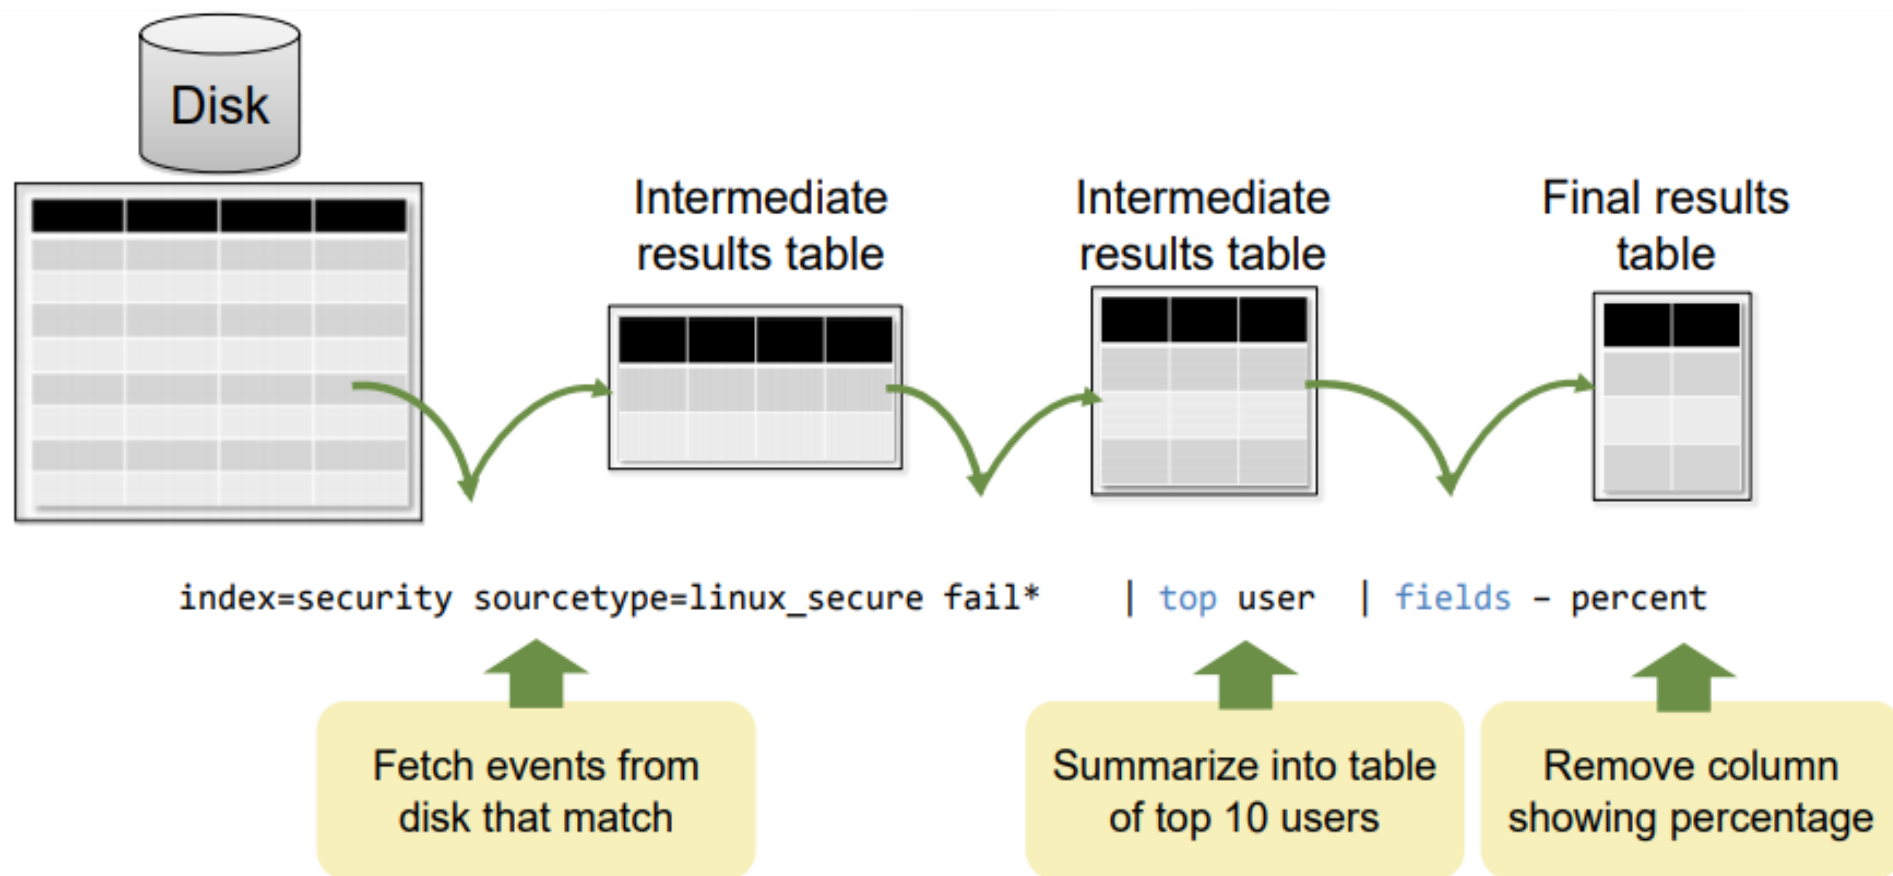 Disk
Intermediate
results table
Intermediate
results table
Final results
table
index=security sourcetype=linux_secure fail* | top user | fields – percent
Fetch events from
disk that match
Summarize into table
of top 10 users
Remove column
showing percentage